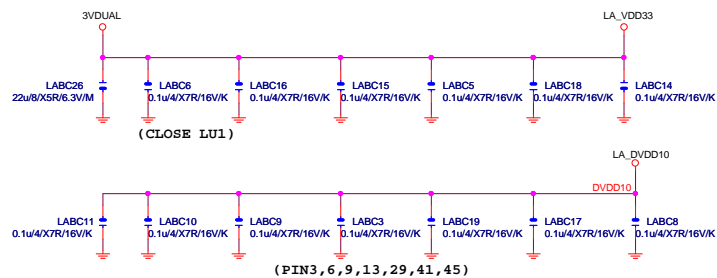 3VDUAL
LA_VDD33
LABC26
22u/8/X5R/6.3V/M
LABC6
0.1u/4/X7R/16V/K
LABC16
0.1u/4/X7R/16V/K
LABC15
0.1u/4/X7R/16V/K
LABC5
0.1u/4/X7R/16V/K
LABC18
0.1u/4/X7R/16V/K
LABC14
0.1u/4/X7R/16V/K
(CLOSE LU1)
LA_DVDD10
DVDD10
LABC11
0.1u/4/X7R/16V/K
LABC10
0.1u/4/X7R/16V/K
LABC9
0.1u/4/X7R/16V/K
LABC3
0.1u/4/X7R/16V/K
LABC19
0.1u/4/X7R/16V/K
LABC17
0.1u/4/X7R/16V/K
LABC8
0.1u/4/X7R/16V/K
(PIN3,6,9,13,29,41,45)